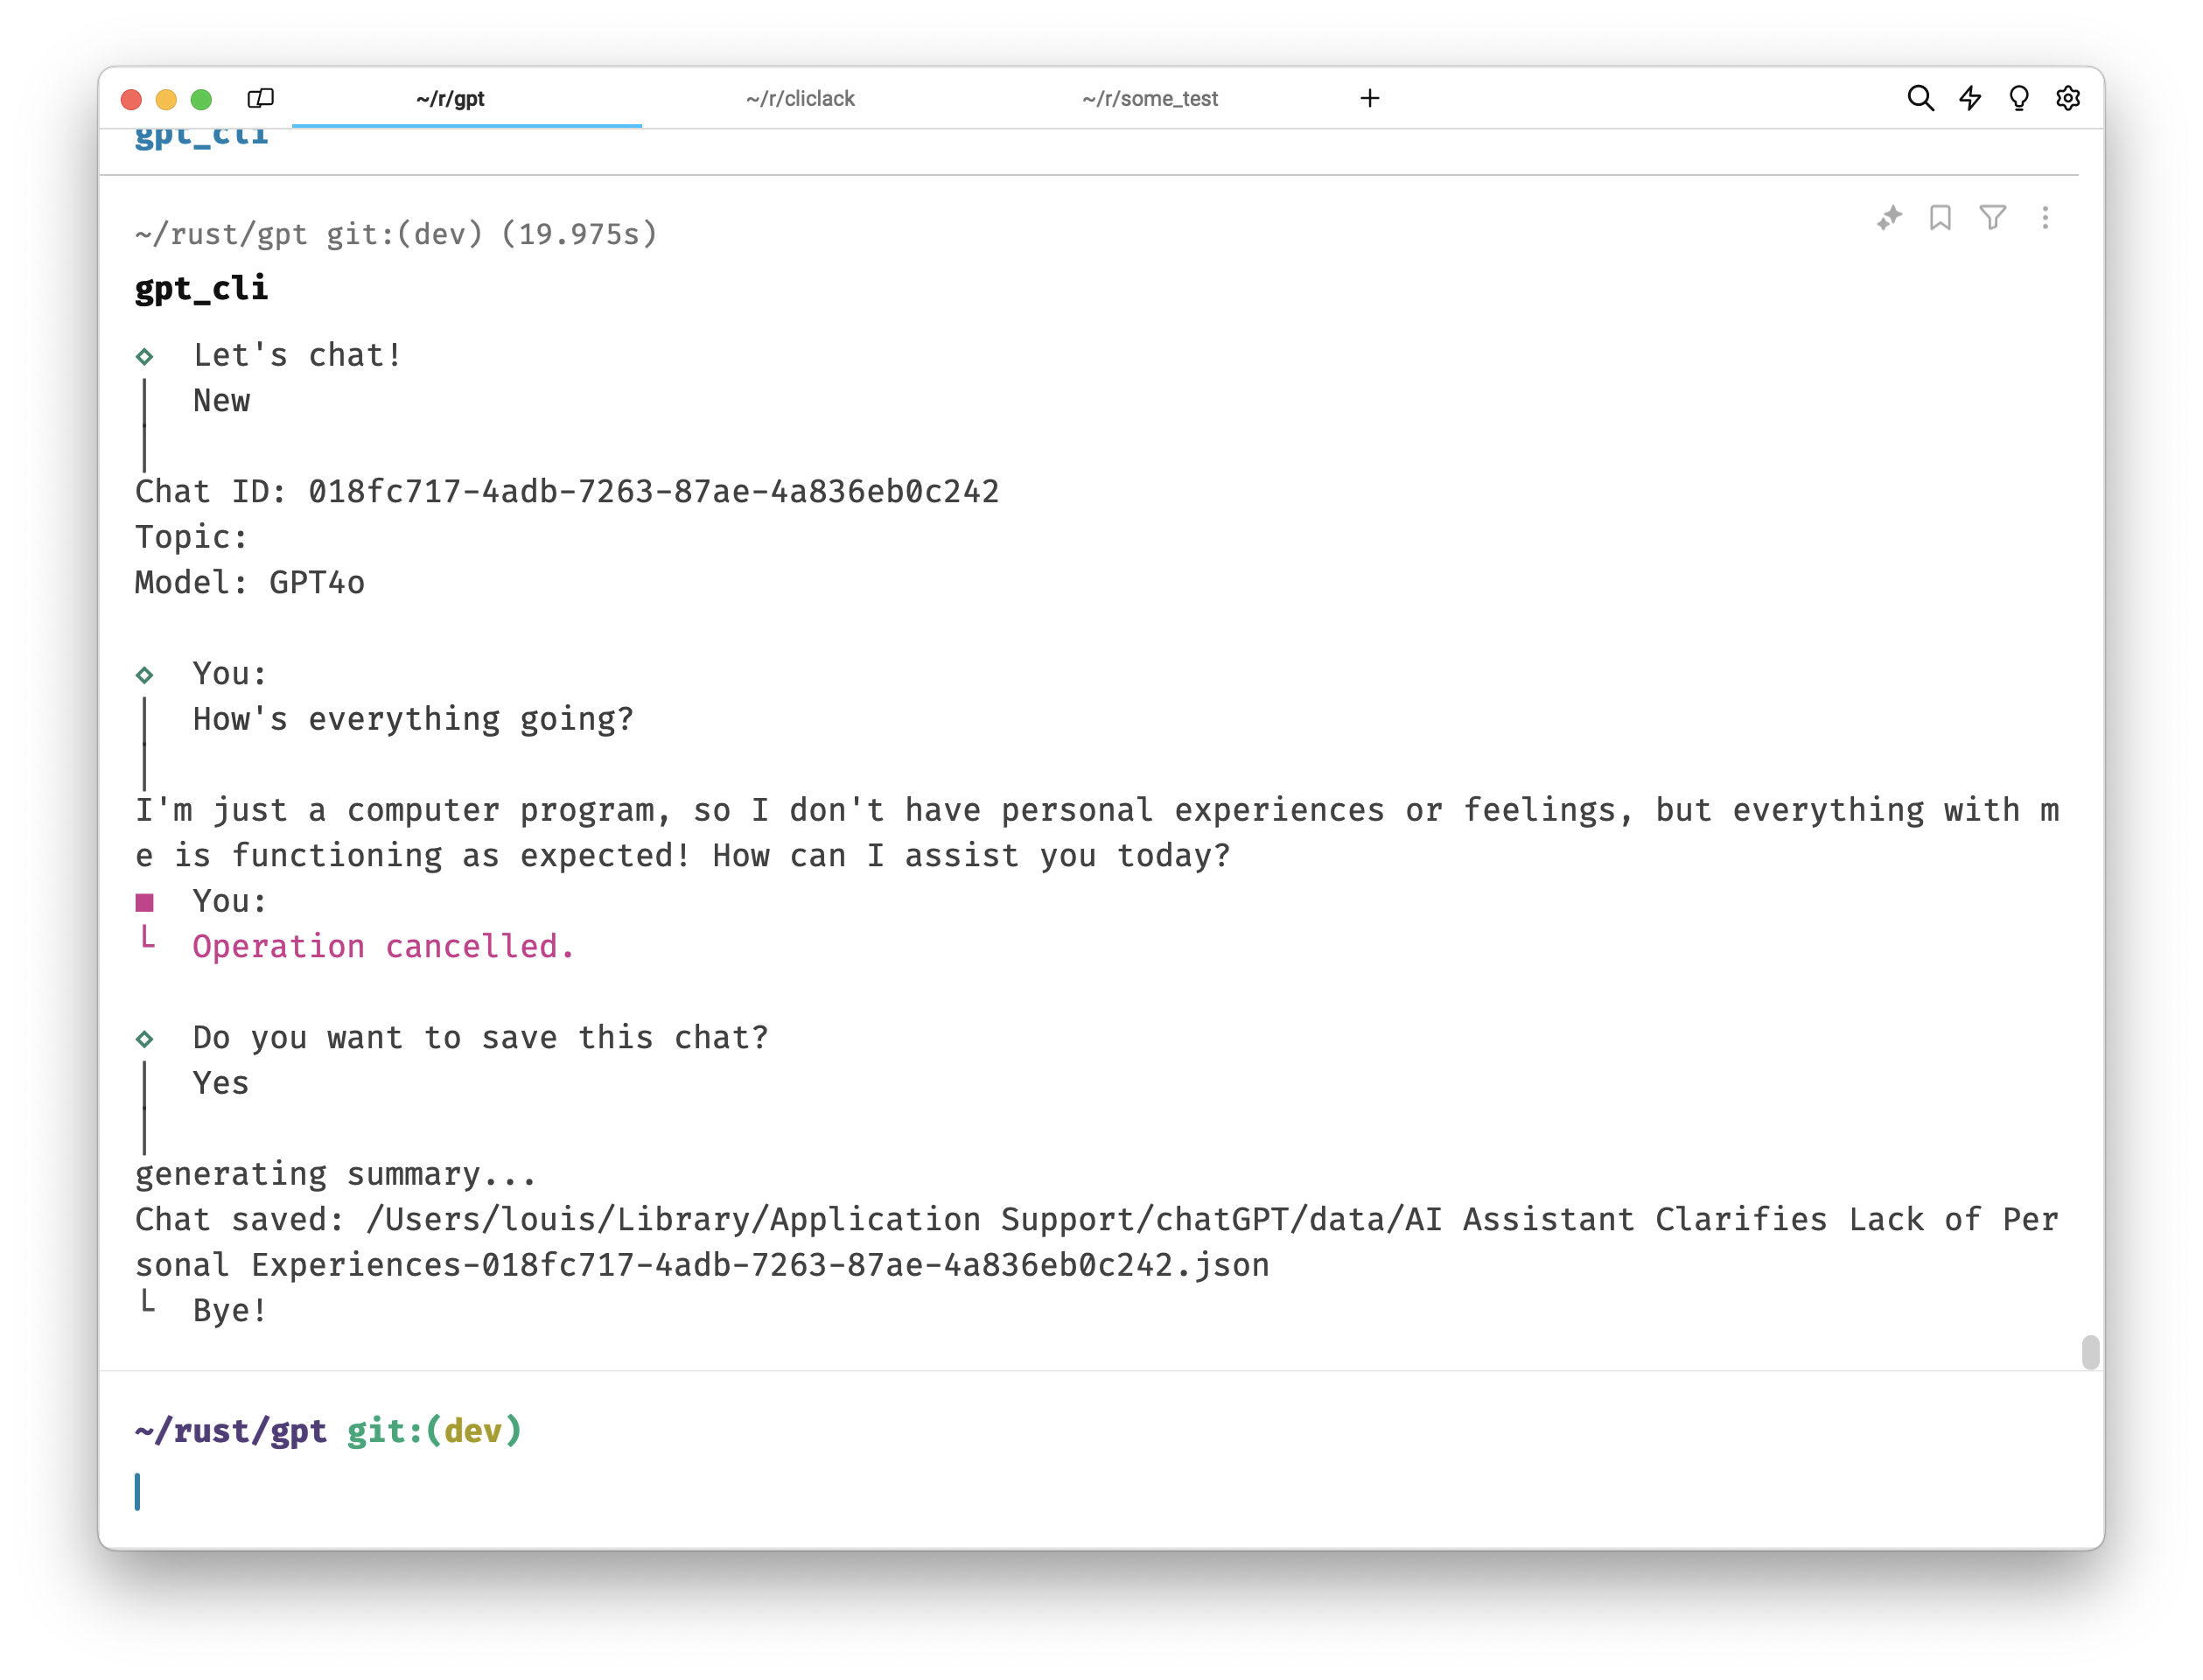 ~/r/gpt
~/r/cliclack
~/r/some_test
gpt_cli
~/rust/gpt git:(dev) (19.975s)
gpt_cli
Let's chat!
New
Chat ID: 018fc717-4adb-7263-87ae-4a836eb0c242
Topic:
Model: GPT4o
You:
How's everything going?
I'm just a computer program, so I don't have personal experiences or feelings, but everything with m
e is functioning as expected! How can I assist you today?
You:
Operation cancelled.
Do you want to save this chat?
Yes
generating summary...
Chat saved: /Users/louis/Library/Application Support/chatGPT/data/AI Assistant Clarifies Lack of Per
sonal Experiences-018fc717-4adb-7263-87ae-4a836eb0c242.json
Bye!
~/rust/gpt git:(dev)